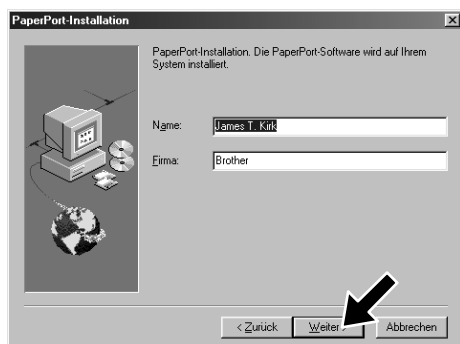 PaperPort-Installation
PaperPort-Installation. Die PaperPort-Software wird auf Ihrem
System installiert.
Name: James T. Kirk
Firma: Brother
< Zurück Weiter > Abbrechen